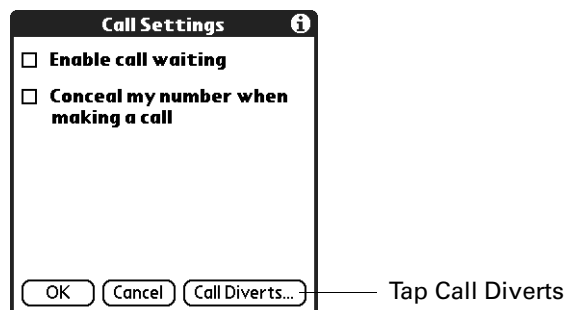 Call Settings i
Enable call waiting
Conceal my number when
making a call
OK Cancel Call Diverts... Tap Call Diverts